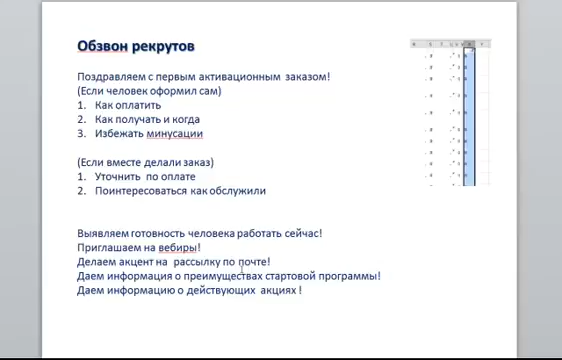 Обзвон рекрутов
Поздравляем с первым активационным заказом!
(Если человек оформил сам)
1. Как оплатить
2. Как получать и когда
3. Избежать минусации
(Если вместе делали заказ)
1. Уточнить по оплате
2. Поинтересоваться как обслужили
Выявляем готовность человека работать сейчас!
Приглашаем на вебиры!
Делаем акцент на рассылку по почте!
Даем информация о преимуществах стартовой программы!
Даем информацию о действующих акциях !